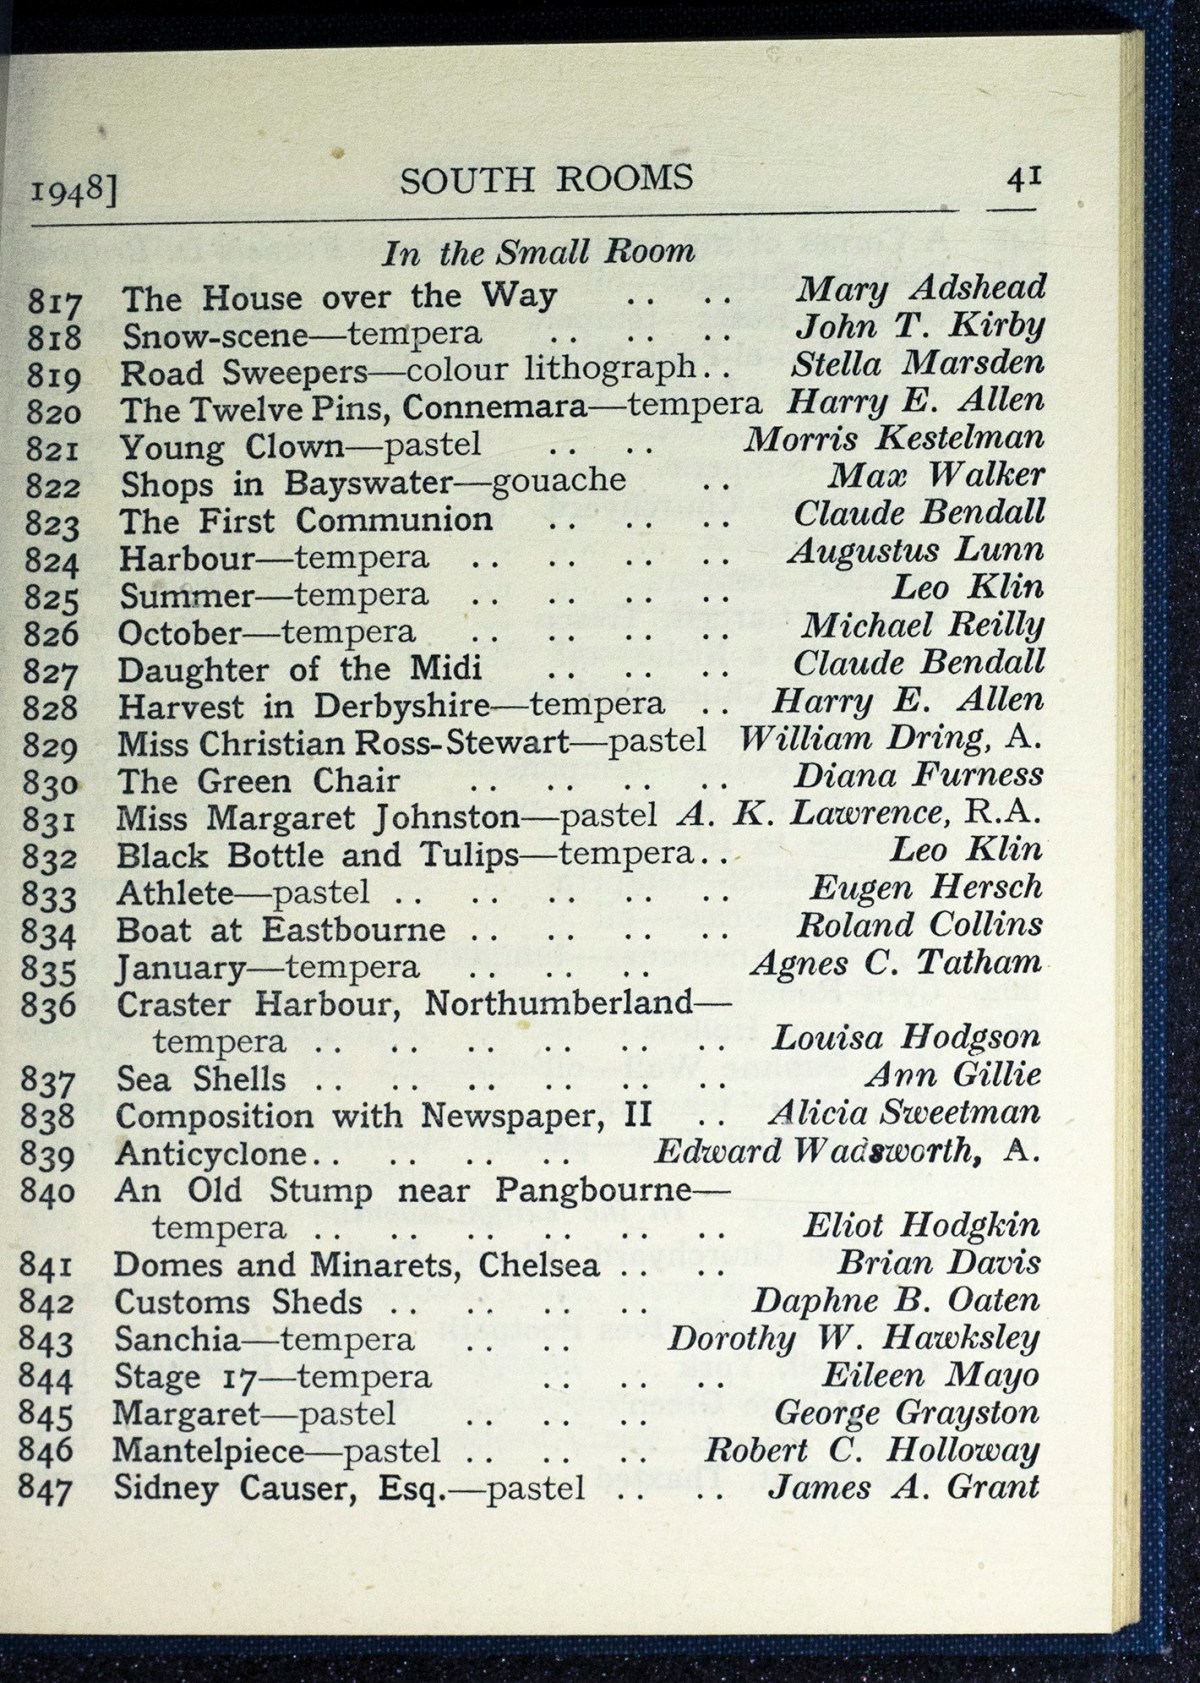 1948] SOUTH ROOMS 41
In the Small Room
817 The House over the Way .. .. Mary Adshead
818 Snow-scene—tempera .. .. .. John T. Kirby
819 Road Sweepers—colour lithograph.. Stella Marsden
820 The Twelve Pins, Connemara—tempera Harry E. Allen
821 Young Clown—pastel .. .. Morris Kestelman
822 Shops in Bayswater—gouache .. Max Walker
823 The First Communion .. .. .. Claude Bendall
824 Harbour—tempera .. .. .. .. Augustus Lunn
825 Summer—tempera .. .. .. .. Leo Klin
826 October—tempera .. .. .. .. Michael Reilly
827 Daughter of the Midi .. .. .. Claude Bendall
828 Harvest in Derbyshire—tempera .. Harry E. Allen
829 Miss Christian Ross-Stewart—pastel William Dring, A.
830 The Green Chair .. .. .. .. Diana Furness
831 Miss Margaret Johnston—pastel A. K. Lawrence, R.A.
832 Black Bottle and Tulips—tempera.. Leo Klin
833 Athlete—pastel .. .. .. .. .. Eugen Hersch
834 Boat at Eastbourne .. .. .. .. Roland Collins
835 January—tempera .. .. .. Agnes C. Tatham
836 Craster Harbour, Northumberland—
tempera .. .. .. .. .. .. Louisa Hodgson
837 Sea Shells .. .. .. .. .. .. Ann Gillie
838 Composition with Newspaper, II .. Alicia Sweetman
839 Anticyclone.. .. .. .. Edward Wadsworth, A.
840 An Old Stump near Pangbourne—
tempera .. .. .. .. .. .. Eliot Hodgkin
841 Domes and Minarets, Chelsea .. .. Brian Davis
842 Customs Sheds .. .. .. .. Daphne B. Oaten
843 Sanchia—tempera .. .. Dorothy W. Hawksley
844 Stage 17—tempera .. .. .. Eileen Mayo
845 Margaret—pastel .. .. .. George Grayston
846 Mantelpiece—pastel .. .. .. Robert C. Holloway
847 Sidney Causer, Esq.—pastel .. .. James A. Grant